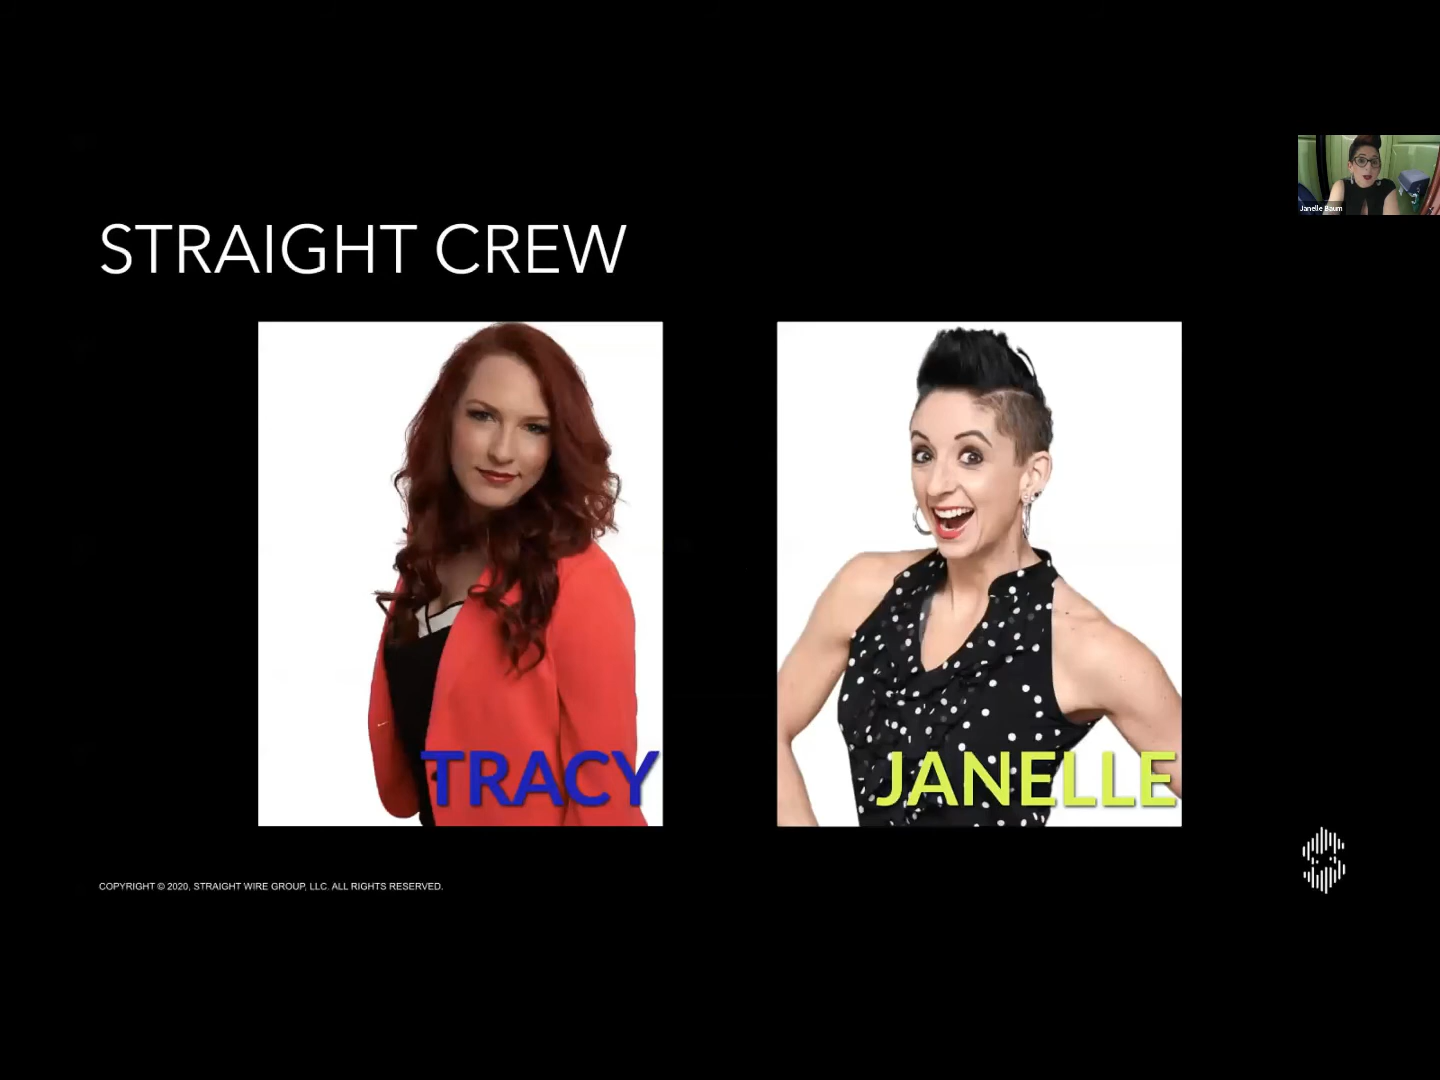 Janelle Baum
STRAIGHT CREW
TRACY
JANELLE
COPYRIGHT © 2020, STRAIGHT WIRE GROUP, LLC. ALL RIGHTS RESERVED.